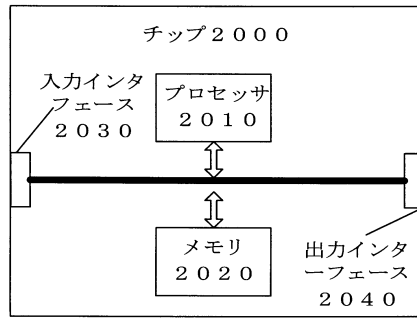 チップ２０００
入力インタ
フェース
２０３０
プロセッサ
２０１０
メモリ
２０２０
出力インタ
ーフェース
２０４０